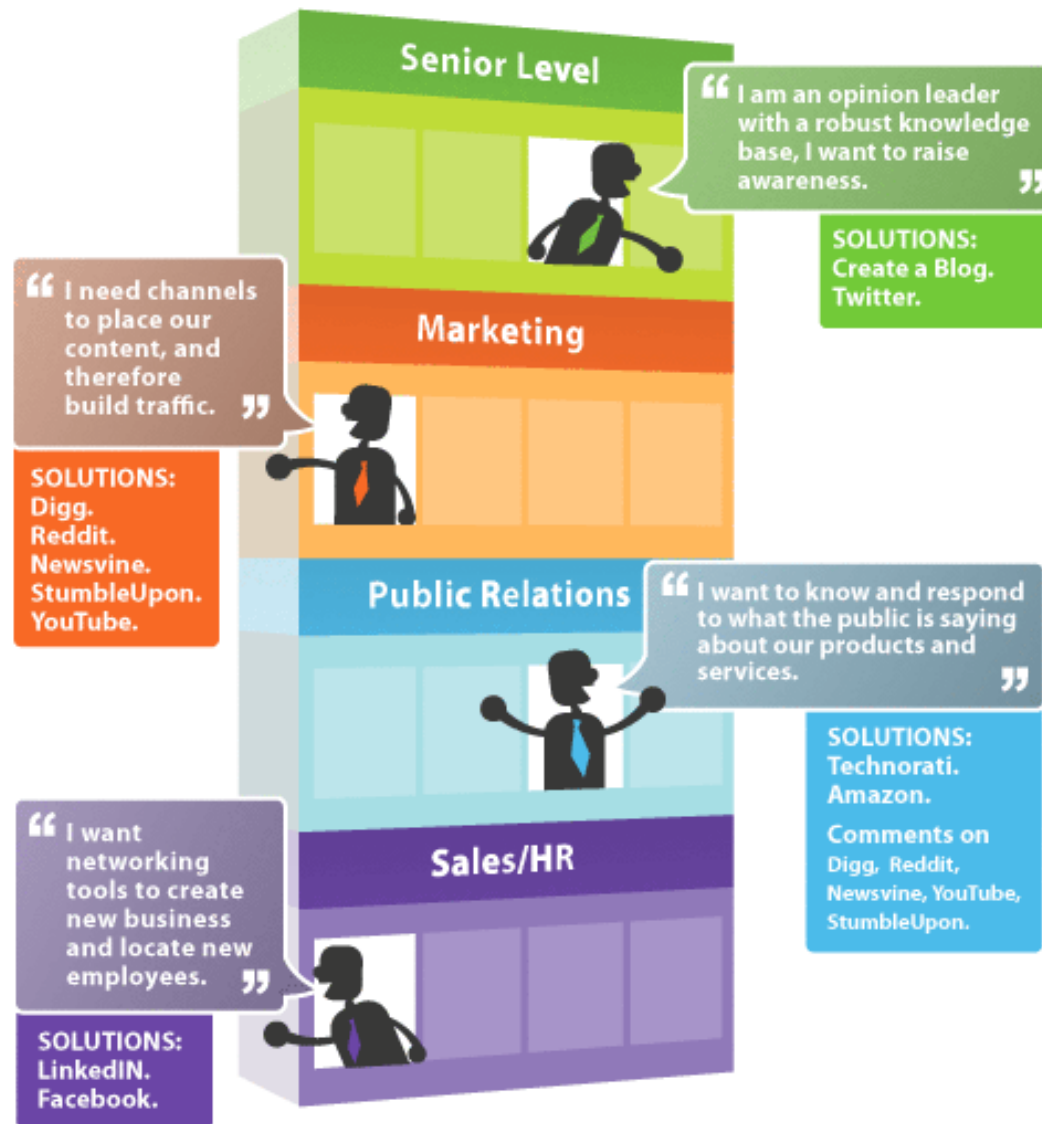 Senior Level
“ I am an opinion leader
with a robust knowledge
base, I want to raise
awareness. ”
SOLUTIONS:
Create a Blog.
Twitter.
Marketing
“ I need channels
to place our
content, and
therefore
build traffic. ”
SOLUTIONS:
Digg.
Reddit.
Newsvine.
StumbleUpon.
YouTube.
Public Relations
“ I want to know and respond
to what the public is saying
about our products and
services. ”
SOLUTIONS:
Technorati.
Amazon.
Comments on
Digg, Reddit,
Newsvine, YouTube,
StumbleUpon.
Sales/HR
“ I want
networking
tools to create
new business
and locate new
employees. ”
SOLUTIONS:
LinkedIN.
Facebook.